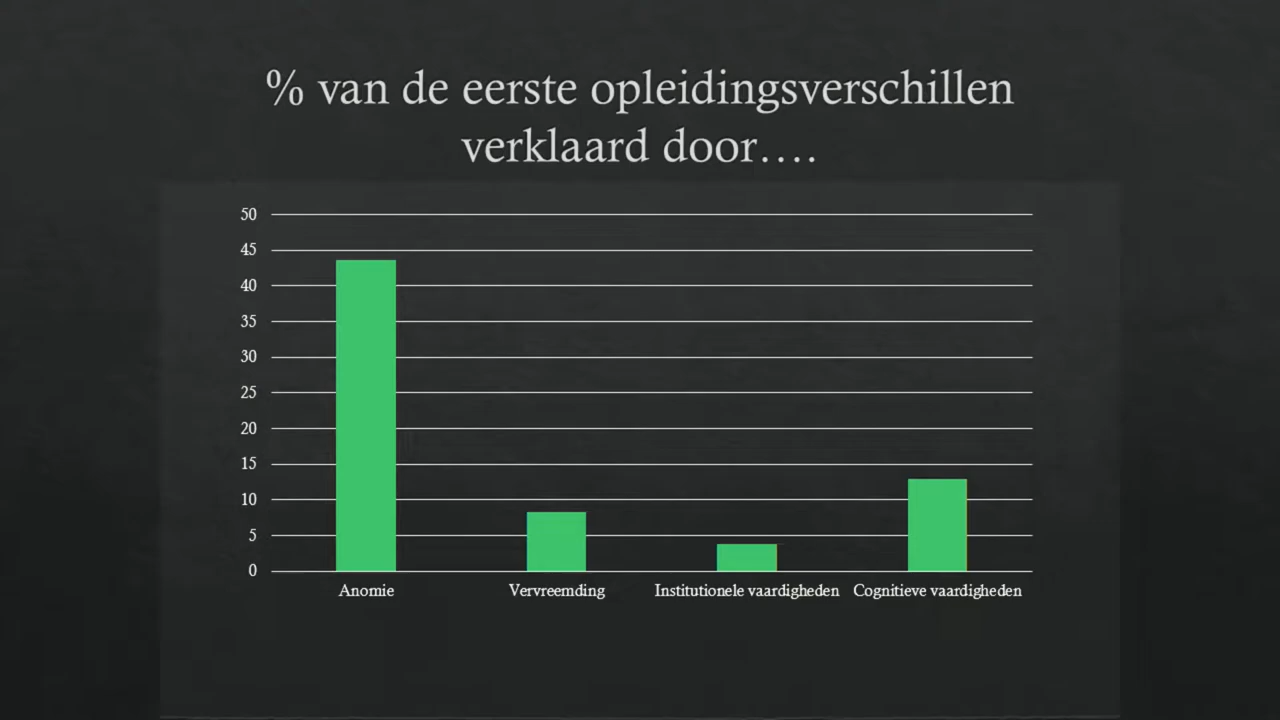 % van de eerste opleidingsverschillen
verklaard door....
50
45
40
35
30
25
20
15
10
5
0
Anomie
Vervreemding
Institutionele vaardigheden
Cognitieve vaardigheden